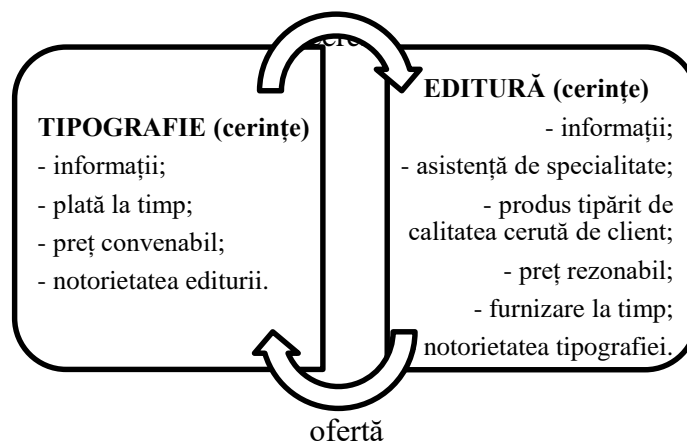 TIPOGRAFIE (cerințe)
- informații;
- plată la timp;
- preț convenabil;
- notorietatea editurii.
EDITURĂ (cerințe)
- informații;
- asistență de specialitate;
- produs tipărit de
calitatea cerută de client;
- preț rezonabil;
- furnizare la timp;
notorietatea tipografiei.
ofertă